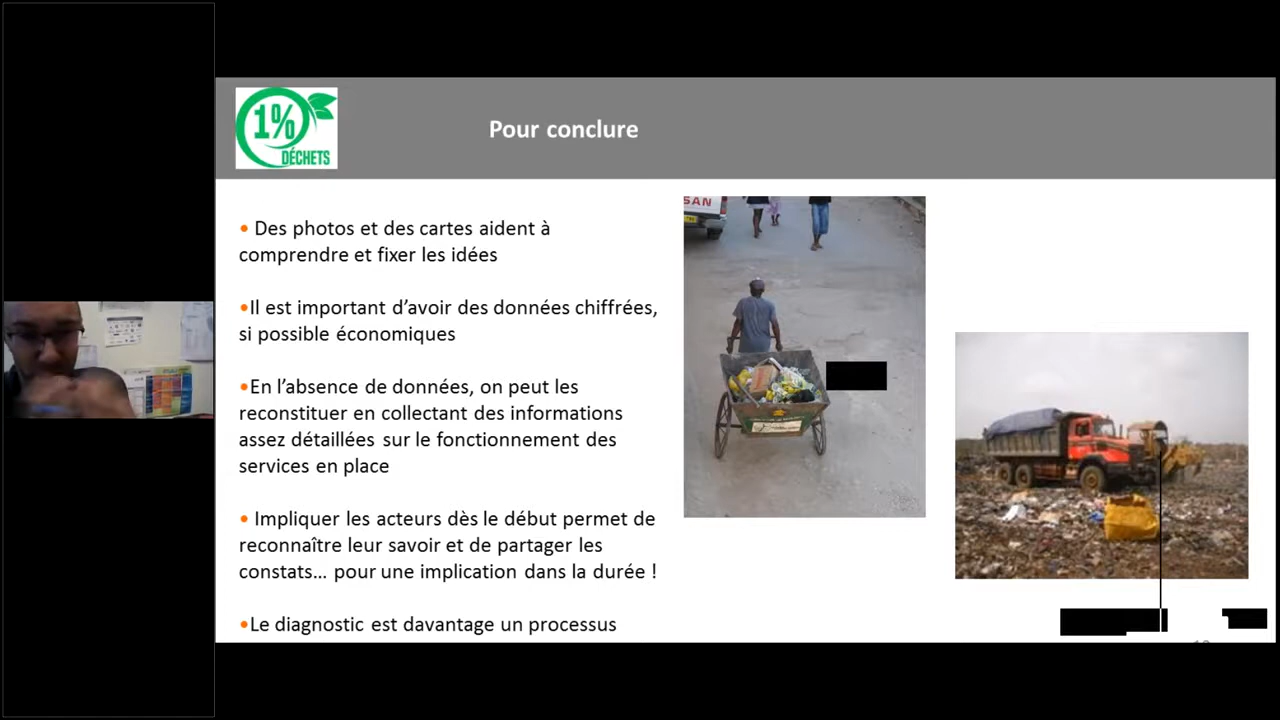 1%
DÉCHETS
Pour conclure
• Des photos et des cartes aident à
comprendre et fixer les idées
•Il est important d’avoir des données chiffrées,
si possible économiques
•En l’absence de données, on peut les
reconstituer en collectant des informations
assez détaillées sur le fonctionnement des
services en place
• Impliquer les acteurs dès le début permet de
reconnaître leur savoir et de partager les
constats… pour une implication dans la durée !
•Le diagnostic est davantage un processus
SAN